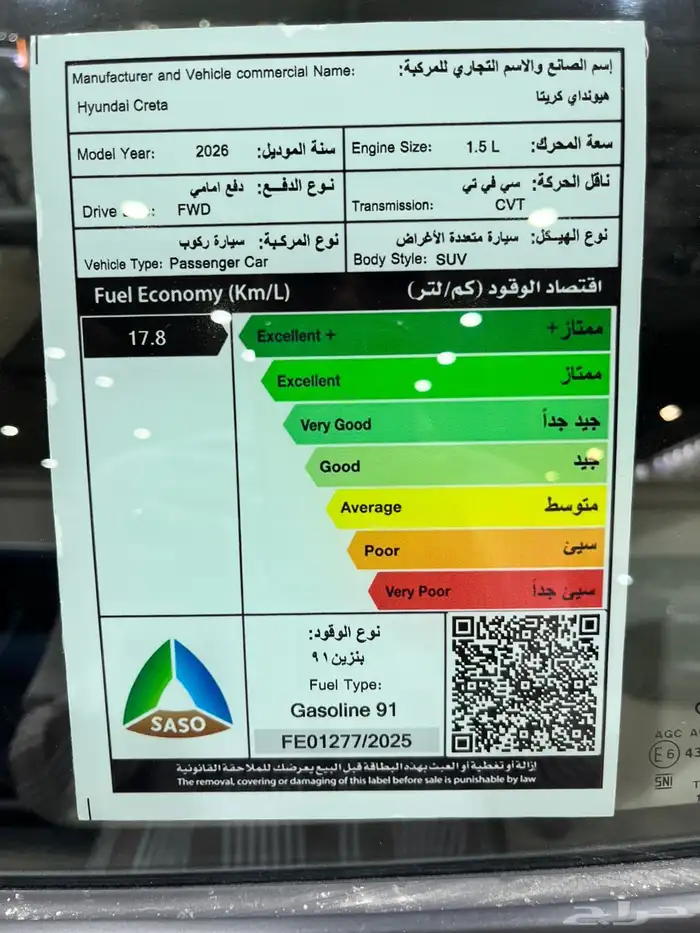 إسم الصانع والاسم التجاري للمركبة:
Manufacturer and Vehicle commercial Name:
هيونداي كريتا
Hyundai Creta
Model Year: 2026 سنة الموديل:
Engine Size: 1.5 L سعة المحرك:
نوع الدفع: دفع امامي
Drive FWD
ناقل الحركة: سي في تي
Transmission: CVT
نوع المركبة: سيارة ركوب
Vehicle Type: Passenger Car
نوع الهيكل: سيارة متعددة الأغراض
Body Style: SUV
Fuel Economy (Km/L) اقتصاد الوقود (كم/لتر)
17.8
Excellent + ممتاز +
Excellent ممتاز
Very Good جيد جداً
Good جيد
Average متوسط
Poor سيئ
Very Poor سيئ جداً
SASO
نوع الوقود:
بنزين ٩١
Fuel Type:
Gasoline 91
FE01277/2025
إزالة أو تغطية أو العبث بهذه البطاقة قبل البيع يعرضك للملاحقة القانونية
The removal, covering or damaging of this label before sale is punishable by law
AGC
E6 43
SNI
حراج